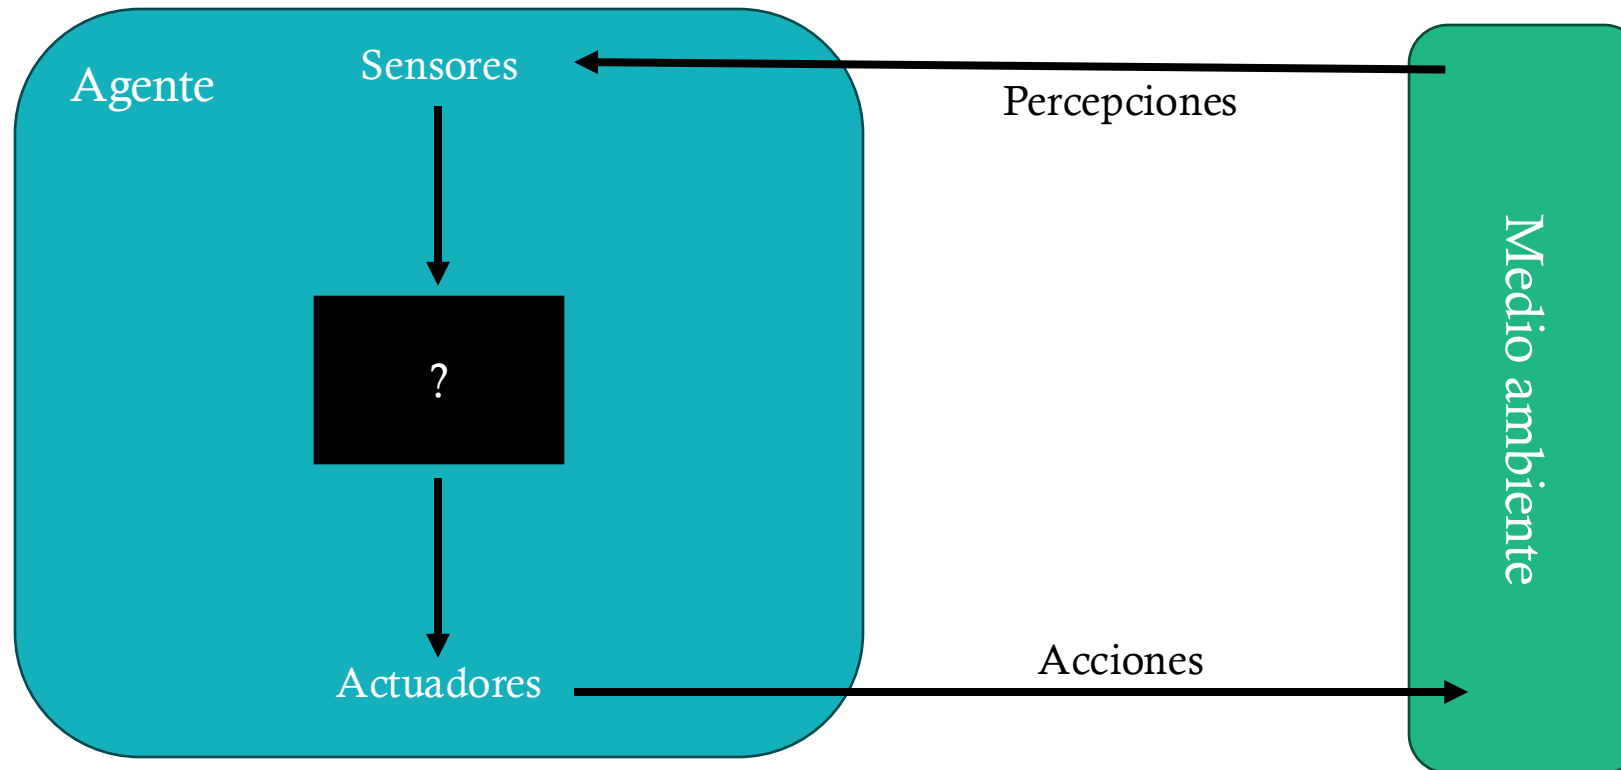 Agente
Sensores
Percepciones
?
Medio ambiente
Actuadores
Acciones